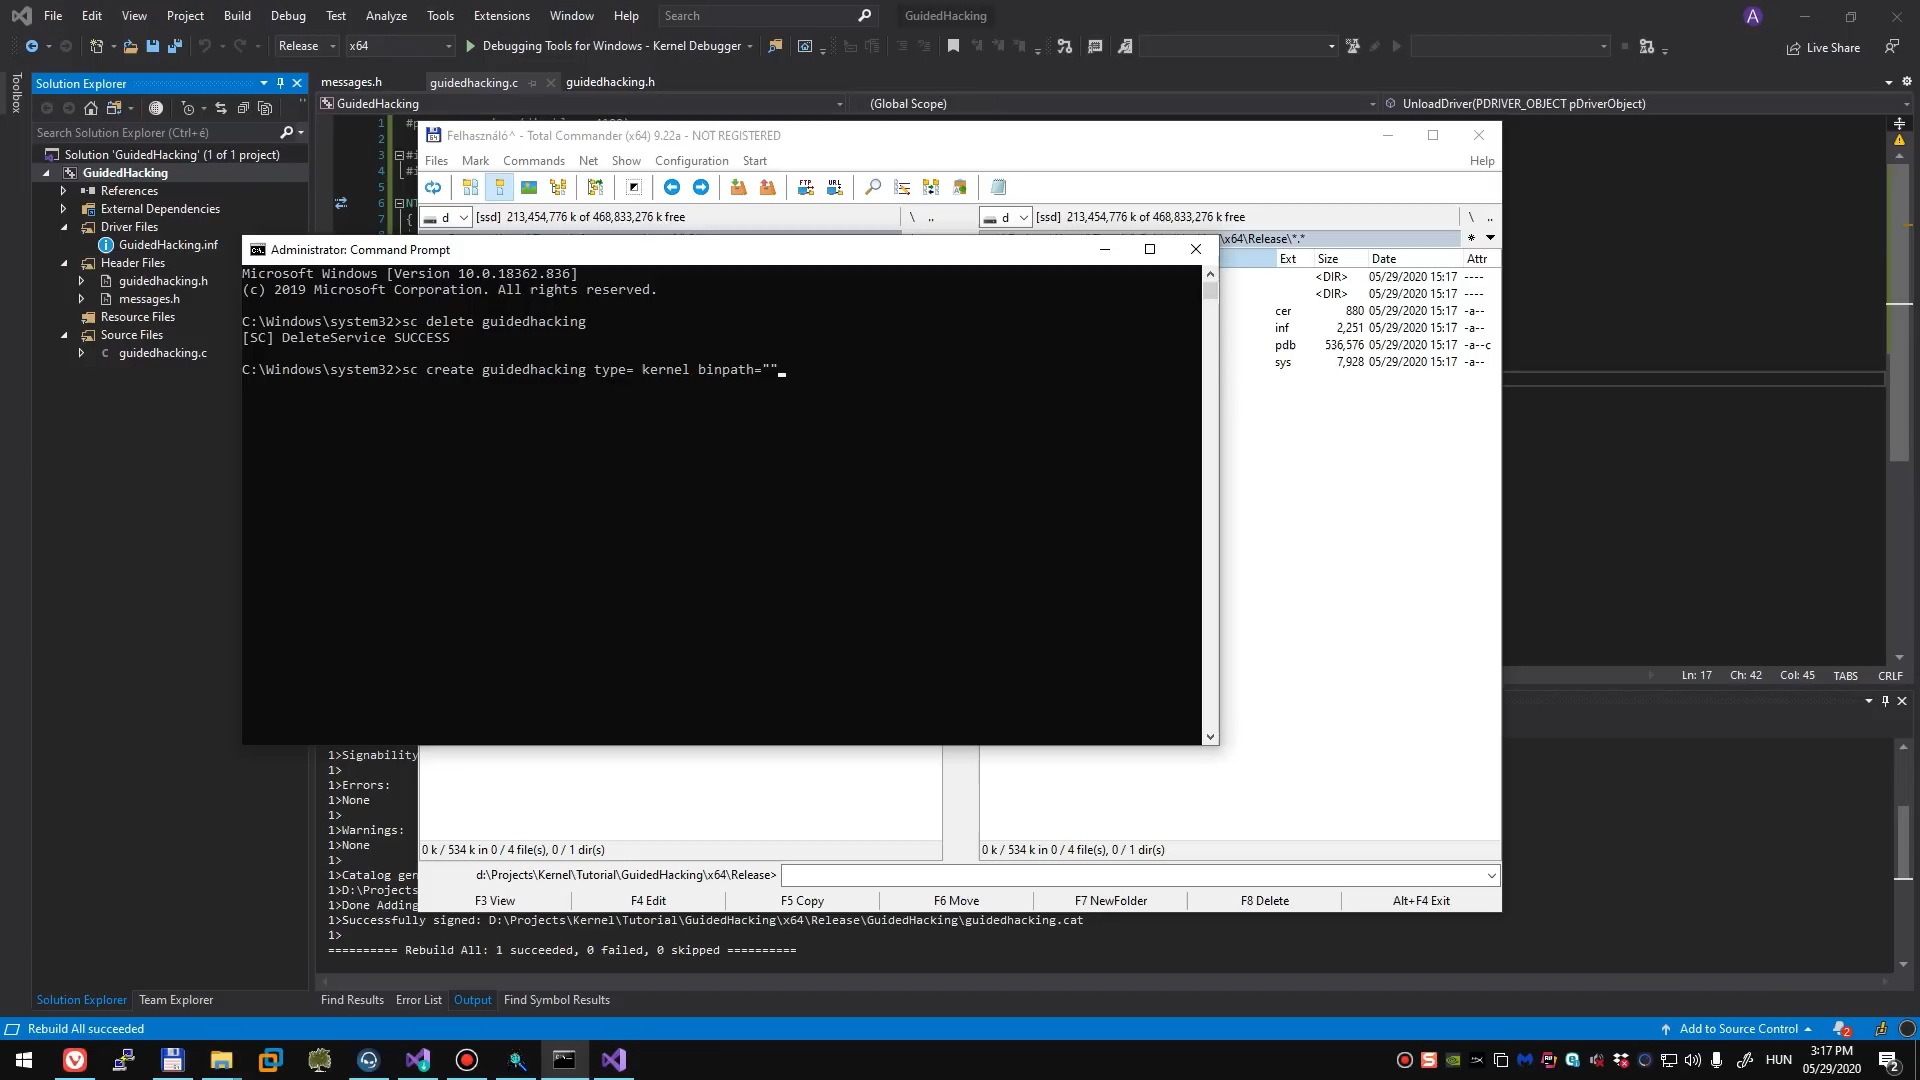 File Edit View Project Build Debug Test Analyze Tools Extensions Window Help Search GuidedHacking A
Release x64 Debugging Tools for Windows - Kernel Debugger Live Share
Toolbox
Solution Explorer
Search Solution Explorer (Ctrl+é)
Solution 'GuidedHacking' (1 of 1 project)
GuidedHacking
References
External Dependencies
Driver Files
GuidedHacking.inf
Header Files
guidedhacking.h
messages.h
Resource Files
Source Files
guidedhacking.c
messages.h guidedhacking.c guidedhacking.h
GuidedHacking (Global Scope) UnloadDriver(PDRIVER_OBJECT pDriverObject)
1
2
3
4
5
6
7
Felhasználó^ - Total Commander (x64) 9.22a - NOT REGISTERED
Files Mark Commands Net Show Configuration Start Help
FTP URL
d [ssd] 213,454,776 k of 468,833,276 k free \ ..
d [ssd] 213,454,776 k of 468,833,276 k free \ ..
\x64\Release\*.* *
Ext Size Date Attr
<DIR> 05/29/2020 15:17 ----
<DIR> 05/29/2020 15:17 ----
cer 880 05/29/2020 15:17 -a--
inf 2,251 05/29/2020 15:17 -a--
pdb 536,576 05/29/2020 15:17 -a--c
sys 7,928 05/29/2020 15:17 -a--
Administrator: Command Prompt
Microsoft Windows [Version 10.0.18362.836]
(c) 2019 Microsoft Corporation. All rights reserved.
C:\Windows\system32>sc delete guidedhacking
[SC] DeleteService SUCCESS
C:\Windows\system32>sc create guidedhacking type= kernel binpath=""
0 k / 534 k in 0 / 4 file(s), 0 / 1 dir(s)
0 k / 534 k in 0 / 4 file(s), 0 / 1 dir(s)
d:\Projects\Kernel\Tutorial\GuidedHacking\x64\Release>
F3 View F4 Edit F5 Copy F6 Move F7 NewFolder F8 Delete Alt+F4 Exit
Ln: 17 Ch: 42 Col: 45 TABS CRLF
1>Signability
1>
1>Errors:
1>None
1>
1>Warnings:
1>None
1>
1>Catalog gen
1>D:\Projects
1>Done Adding
1>Successfully signed: D:\Projects\Kernel\Tutorial\GuidedHacking\x64\Release\GuidedHacking\guidedhacking.cat
1>
========== Rebuild All: 1 succeeded, 0 failed, 0 skipped ==========
Solution Explorer Team Explorer
Find Results Error List Output Find Symbol Results
Rebuild All succeeded Add to Source Control 2
HUN 3:17 PM
05/29/2020 2